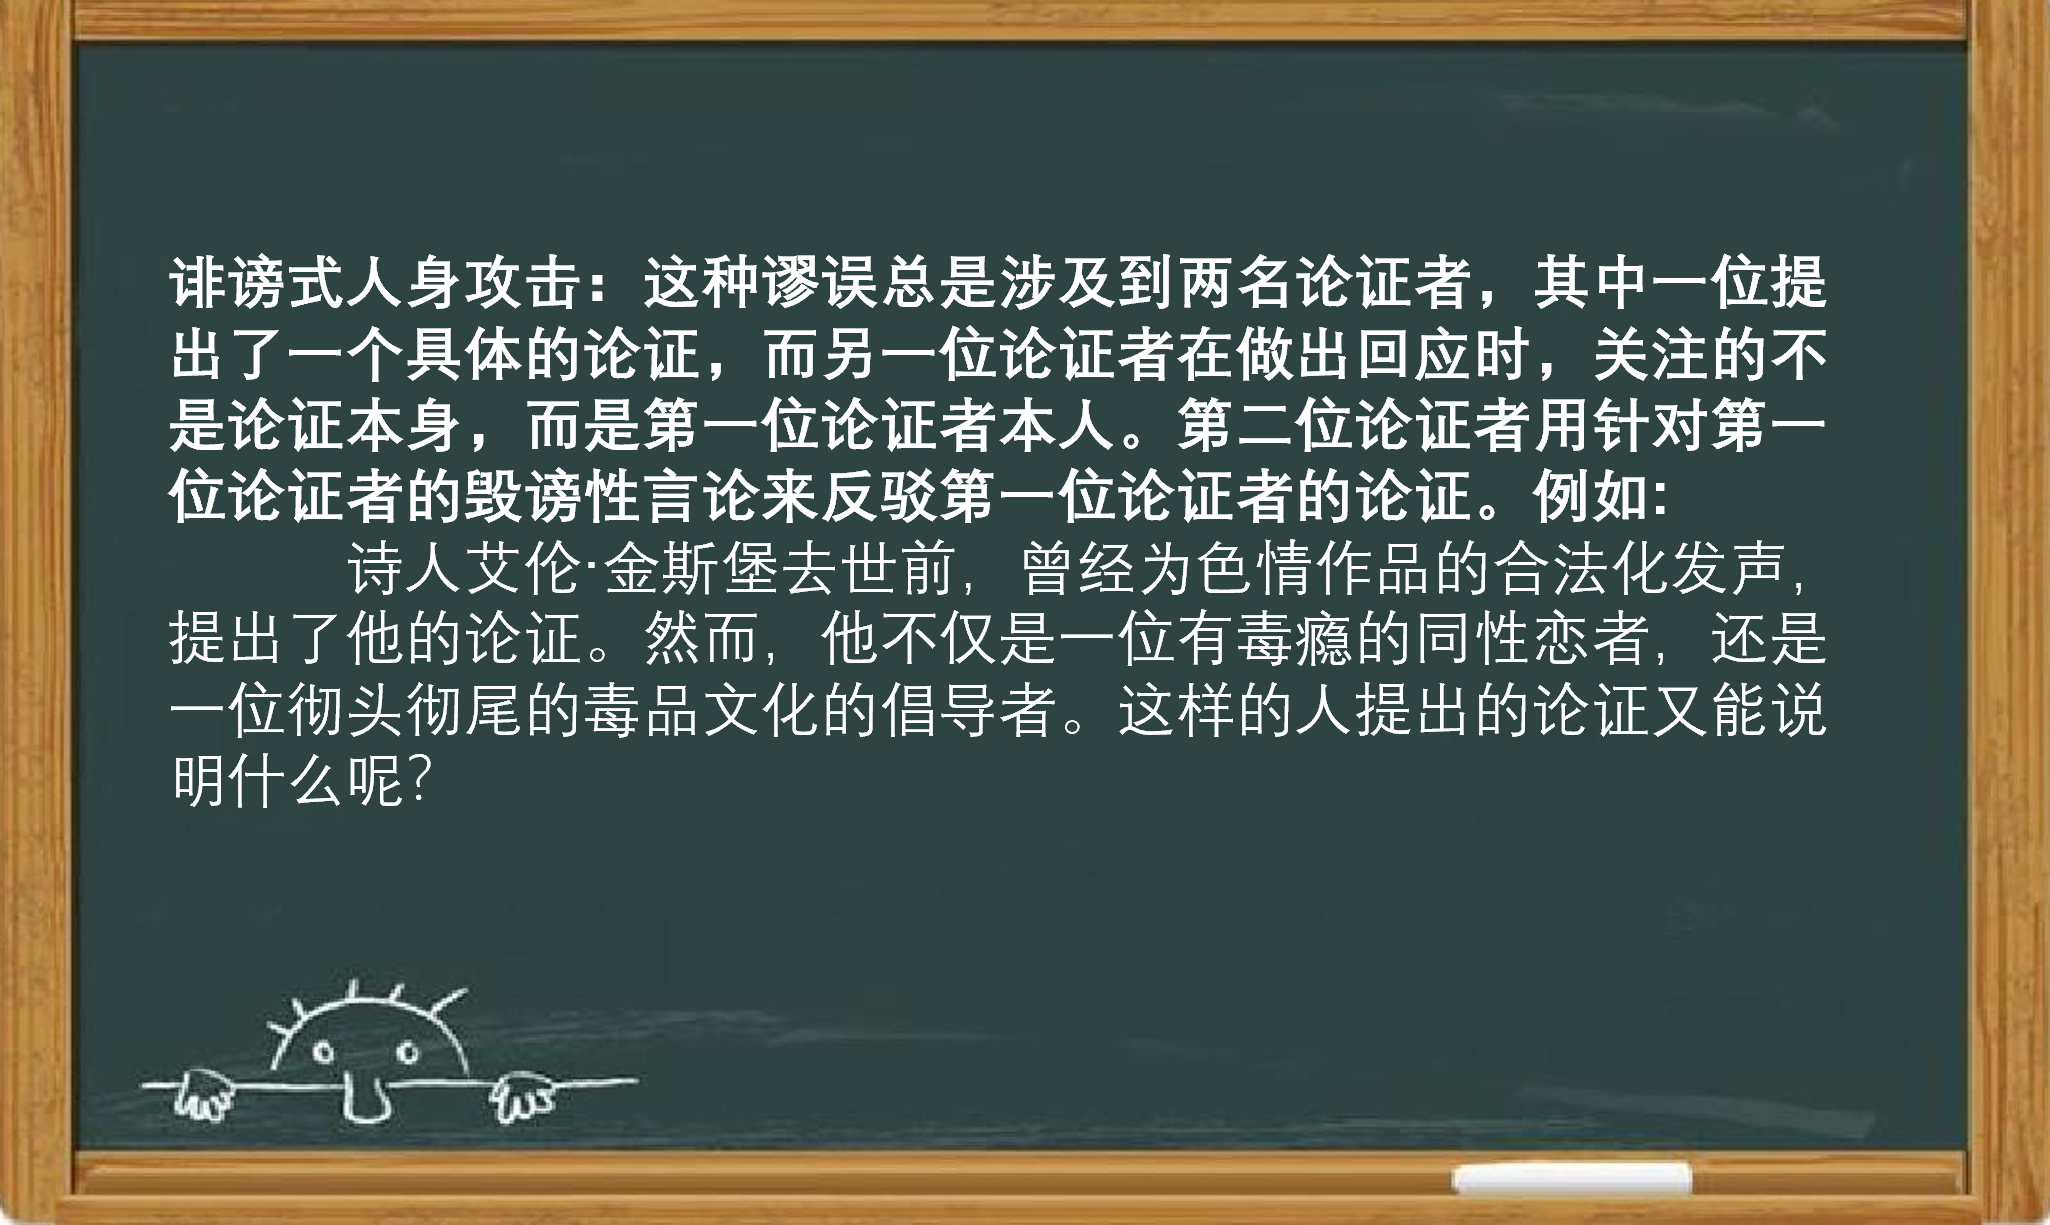 诽谤式人身攻击：这种谬误总是涉及到两名论证者，其中一位提
出了一个具体的论证，而另一位论证者在做出回应时，关注的不
是论证本身，而是第一位论证者本人。第二位论证者用针对第一
位论证者的毁谤性言论来反驳第一位论证者的论证。例如:
诗人艾伦·金斯堡去世前，曾经为色情作品的合法化发声，
提出了他的论证。然而，他不仅是一位有毒瘾的同性恋者，还是
一位彻头彻尾的毒品文化的倡导者。这样的人提出的论证又能说
明什么呢？